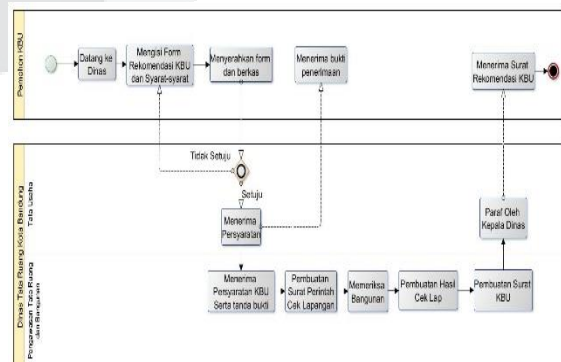 Pemohon KBU
Datang ke
Dinas
Mengisi Form
Rekomendasi KBU
dan Syarat-syarat
Menyerahkan form
dan berkas
Menerima bukti
penerimaan
Menerima Surat
Rekomendasi KBU
Dinas Tata Ruang Kota Bandung
Tata Usaha
Tidak Setuju
Setuju
Menerima
Persyaratan
Paraf Oleh
Kepala Dinas
Pengawasan Tata Ruang
dan Bangunan
Menerima
Persyaratan KBU
Serta tanda bukti
Pembuatan
Surat Perintah
Cek Lapangan
Memeriksa
Bangunan
Pembuatan Hasil
Cek Lap
Pembuatan Surat
KBU